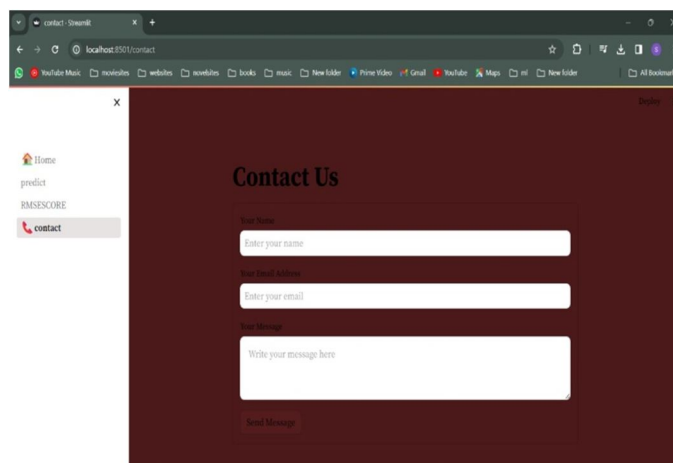 contact · Streamlit
localhost:8501/contact
YouTube Music moviesites websites novelsites books music New folder Prime Video Gmail YouTube Maps ml New folder All Bookmar
Deploy
Home
predict
RMSESCORE
contact
Contact Us
Your Name
Enter your name
Your Email Address
Enter your email
Your Message
Write your message here
Send Message